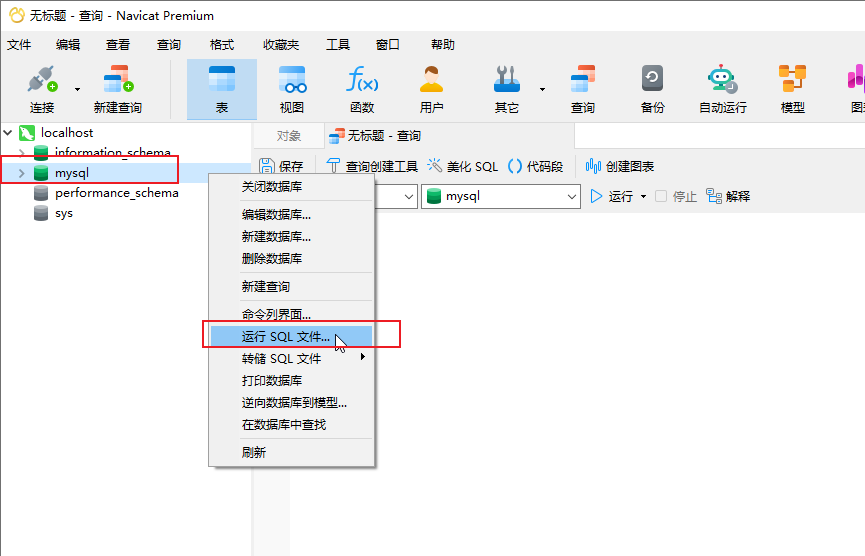 无标题 - 查询 - Navicat Premium
文件 编辑 查看 查询 格式 收藏夹 工具 窗口 帮助
连接 新建查询 表 视图 函数 用户 其它 查询 备份 自动运行 模型
localhost
information_schema
mysql
performance_schema
sys
对象 无标题 - 查询
保存 查询创建工具 美化 SQL 代码段 创建图表
mysql 运行 停止 解释
关闭数据库
编辑数据库...
新建数据库...
删除数据库
新建查询
命令列界面...
运行 SQL 文件...
转储 SQL 文件
打印数据库
逆向数据库到模型...
在数据库中查找
刷新